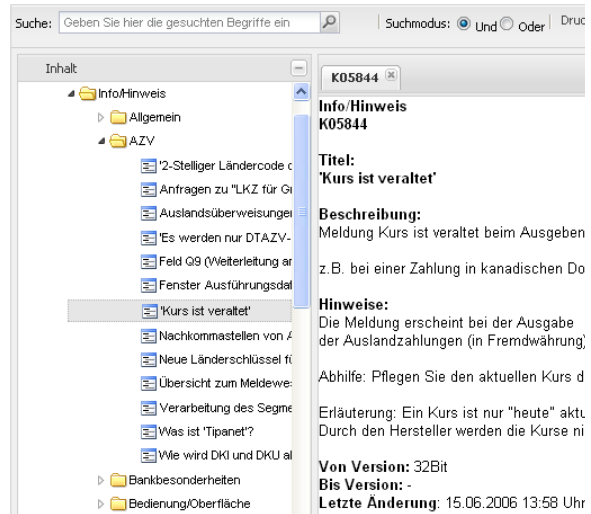 Suche: Geben Sie hier die gesuchten Begriffe ein Suchmodus: Und Oder Druc
Inhalt
Info/Hinweis
Allgemein
AZV
'2-Stelliger Ländercode
Anfragen zu "LKZ für G
Auslandsüberweisunge
'Es werden nur DTAZV-
Feld Q9 (Weiterleitung a
Fenster Ausführungsda
'Kurs ist veraltet'
Nachkommastellen von A
Neue Länderschlüssel fü
Übersicht zum Meldewe
Verarbeitung des Segme
Was ist 'Tipanet'?
Wie wird DKI und DKU a
Bankbesonderheiten
Bedienung/Oberfläche
K05844
Info/Hinweis
K05844
Titel:
'Kurs ist veraltet'
Beschreibung:
Meldung Kurs ist veraltet beim Ausgeben
z.B. bei einer Zahlung in kanadischen Do
Hinweise:
Die Meldung erscheint bei der Ausgabe
der Auslandzahlungen (in Fremdwährung)
Abhilfe: Pflegen Sie den aktuellen Kurs d
Erläuterung: Ein Kurs ist nur "heute" aktu
Durch den Hersteller werden die Kurse ni
Von Version: 32Bit
Bis Version: -
Letzte Änderung: 15.06.2006 13:58 Uhr